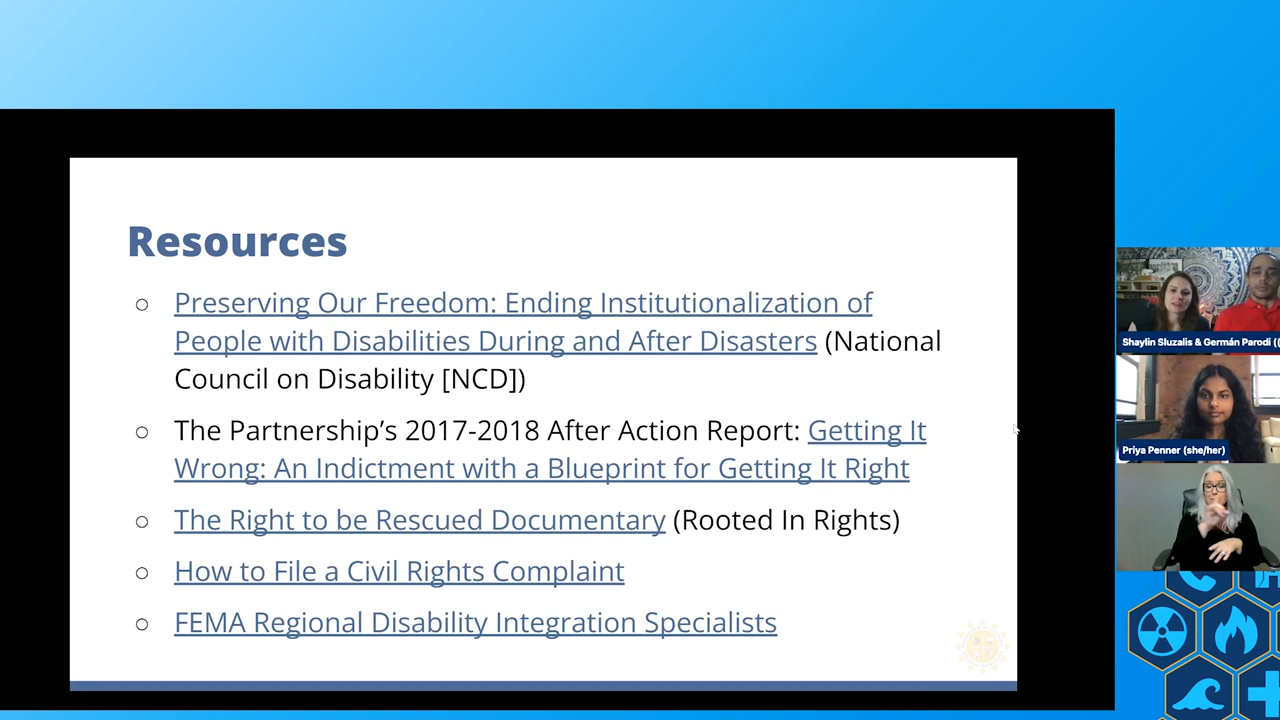 Resources
Preserving Our Freedom: Ending Institutionalization of
People with Disabilities During and After Disasters (National
Council on Disability [NCD])
The Partnership’s 2017-2018 After Action Report: Getting It
Wrong: An Indictment with a Blueprint for Getting It Right
The Right to be Rescued Documentary (Rooted In Rights)
How to File a Civil Rights Complaint
FEMA Regional Disability Integration Specialists
Shaylin Sluzalis & Germán Parodi ((
Priya Penner (she/her)